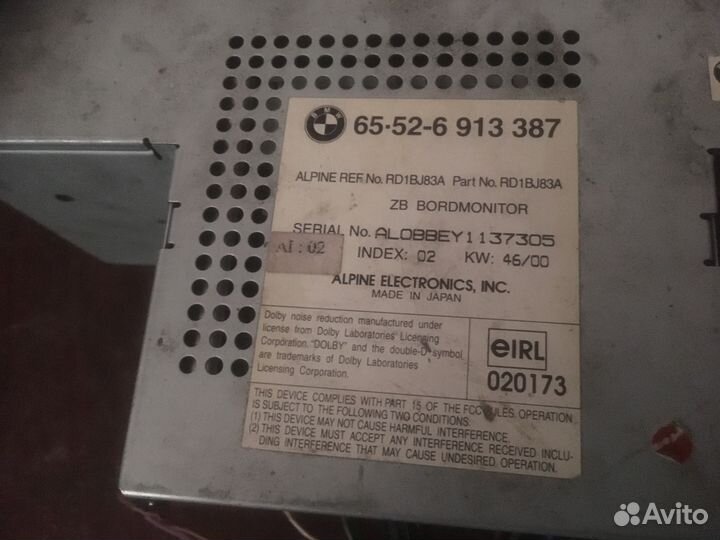 BMW
65·52-6 913 387
ALPINE REF No. RD1BJ83A Part No. RD1BJ83A
ZB BORDMONITOR
SERIAL No. ALOBBEY1137305
AI : 02
INDEX: 02 KW: 46/00
ALPINE ELECTRONICS, INC.
MADE IN JAPAN
Dolby noise reduction manufactured under
license from Dolby Laboratories Licensing
Corporation. "DOLBY" and the double-D symbol
are trademarks of Dolby Laboratories
Licensing Corporation.
eIRL
020173
THIS DEVICE COMPLIES WITH PART 15 OF THE FCC RULES OPERATION
IS SUBJECT TO THE FOLLOWING TWO CONDITIONS:
(1) THIS DEVICE MAY NOT CAUSE HARMFUL INTERFERENCE.
(2) THIS DEVICE MUST ACCEPT ANY INTERFERENCE RECEIVED INCLU-
DING INTERFERENCE THAT MAY CAUSE UNDESIRED OPERATION.
Avito